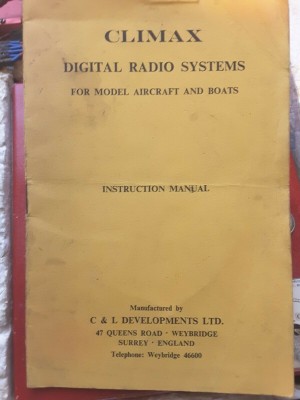 CLIMAX
DIGITAL RADIO SYSTEMS
FOR MODEL AIRCRAFT AND BOATS
INSTRUCTION MANUAL
Manufactured by
C & L DEVELOPMENTS LTD.
47 QUEENS ROAD · WEYBRIDGE
SURREY · ENGLAND
Telephone: Weybridge 46600